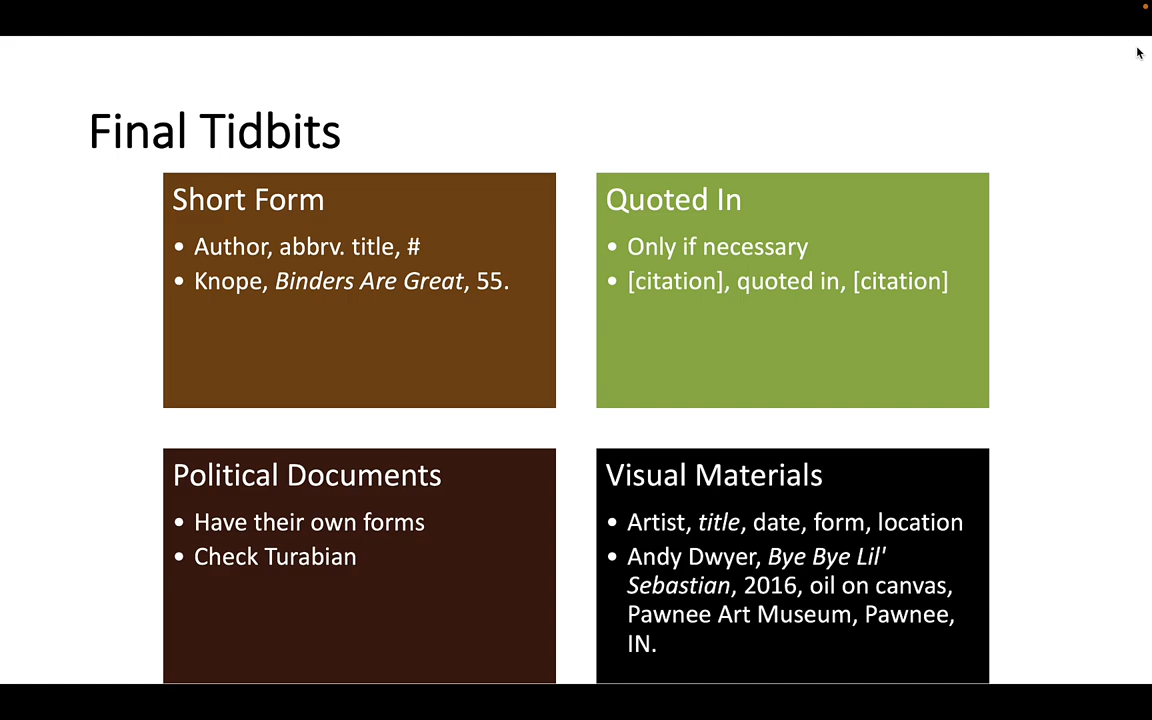 Final Tidbits
Short Form
• Author, abbrv. title, #
• Knope, Binders Are Great, 55.
Quoted In
• Only if necessary
• [citation], quoted in, [citation]
Political Documents
• Have their own forms
• Check Turabian
Visual Materials
• Artist, title, date, form, location
• Andy Dwyer, Bye Bye Lil'
Sebastian, 2016, oil on canvas,
Pawnee Art Museum, Pawnee,
IN.